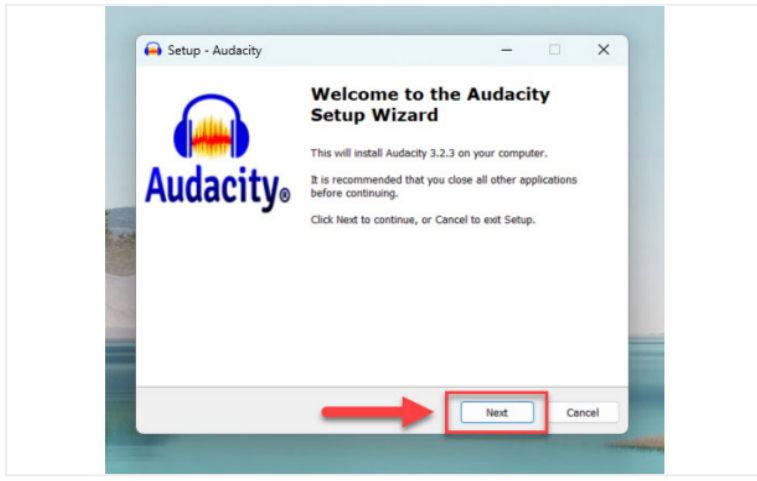 Setup - Audacity
Welcome to the Audacity
Setup Wizard
This will install Audacity 3.2.3 on your computer.
It is recommended that you close all other applications
before continuing.
Click Next to continue, or Cancel to exit Setup.
Audacity®
Next Cancel